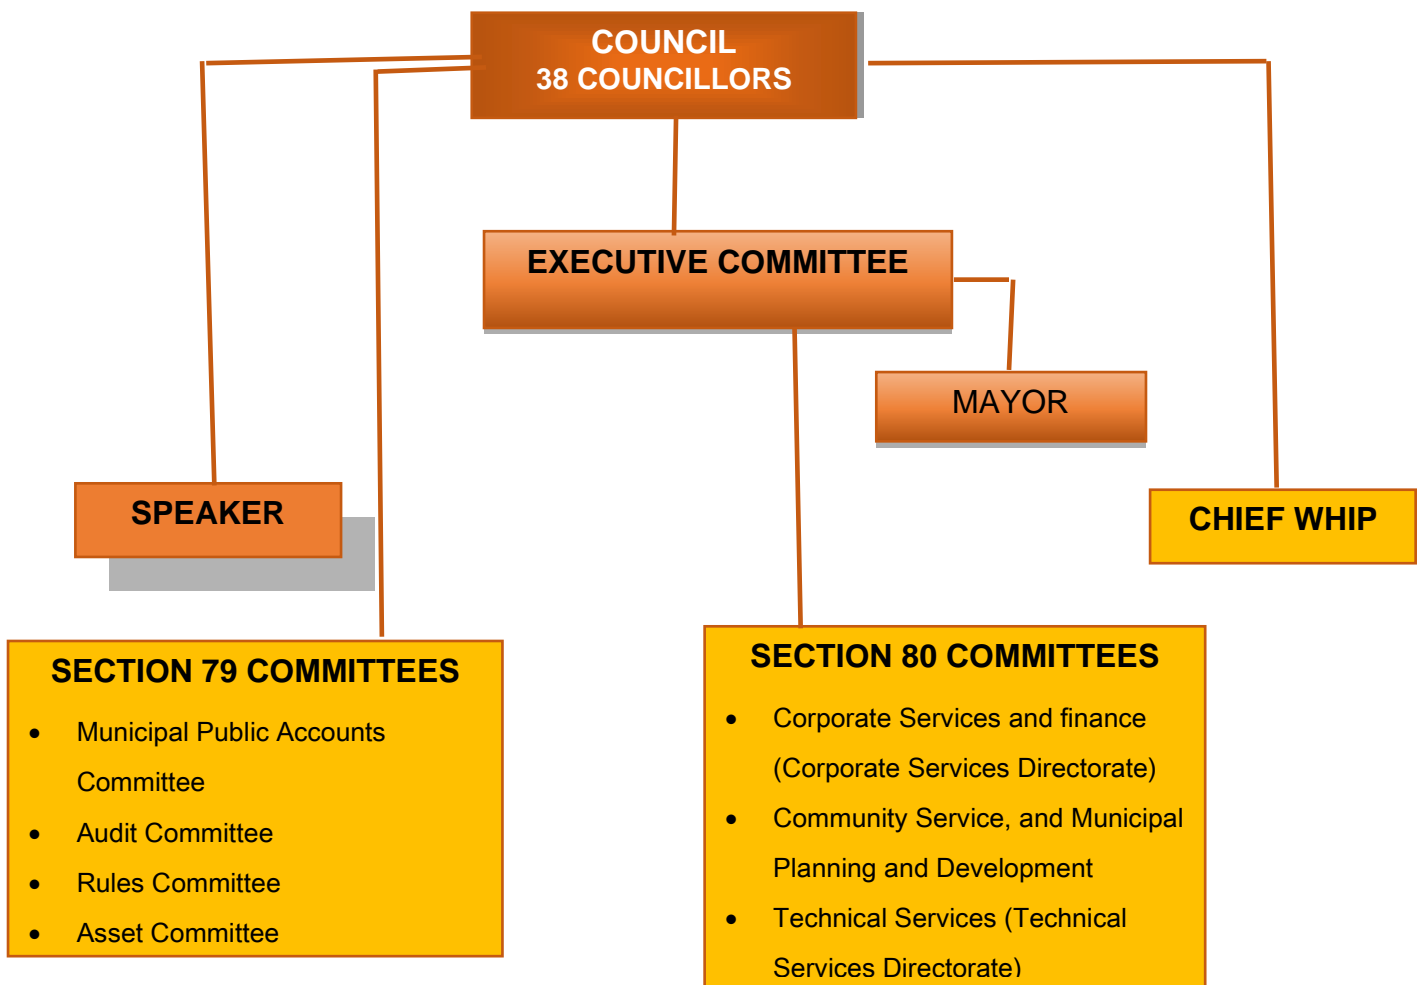 COUNCIL
38 COUNCILLORS
EXECUTIVE COMMITTEE
MAYOR
SPEAKER
CHIEF WHIP
SECTION 79 COMMITTEES
• Municipal Public Accounts
Committee
• Audit Committee
• Rules Committee
• Asset Committee
SECTION 80 COMMITTEES
• Corporate Services and finance
(Corporate Services Directorate)
• Community Service, and Municipal
Planning and Development
• Technical Services (Technical
Services Directorate)